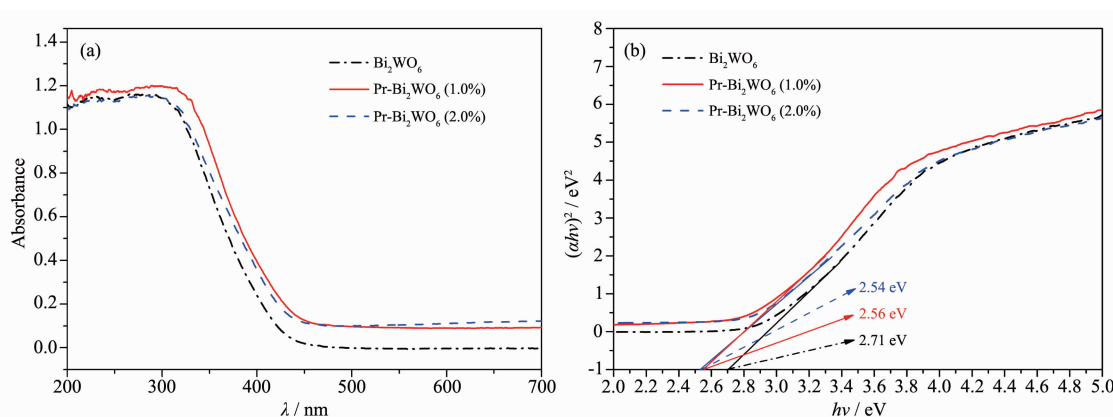 (a)
Bi₂WO₆
Pr-Bi₂WO₆ (1.0%)
Pr-Bi₂WO₆ (2.0%)
Absorbance
1.4
1.2
1.0
0.8
0.6
0.4
0.2
0.0
200 300 400 500 600 700
λ / nm
(b)
Bi₂WO₆
Pr-Bi₂WO₆ (1.0%)
Pr-Bi₂WO₆ (2.0%)
(αhν)² / eV²
8
7
6
5
4
3
2
1
0
-1
2.54 eV
2.56 eV
2.71 eV
2.0 2.2 2.4 2.6 2.8 3.0 3.2 3.4 3.6 3.8 4.0 4.2 4.4 4.6 4.8 5.0
hν / eV